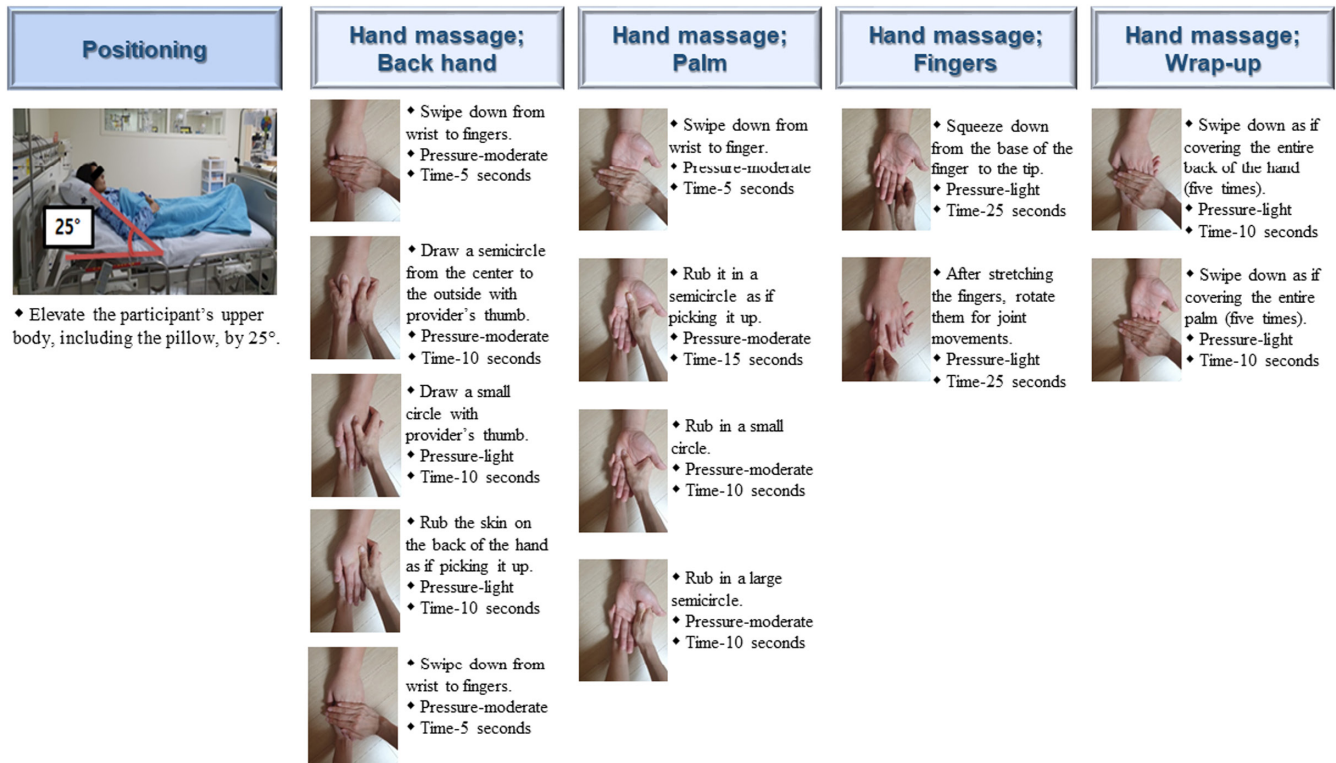 Positioning
25°
◆ Elevate the participant's upper
body, including the pillow, by 25°.
Hand massage;
Back hand
◆ Swipe down from
wrist to fingers.
◆ Pressure-moderate
◆ Time-5 seconds
◆ Draw a semicircle
from the center to
the outside with
provider's thumb.
◆ Pressure-moderate
◆ Time-10 seconds
◆ Draw a small
circle with
provider's thumb.
◆ Pressure-light
◆ Time-10 seconds
◆ Rub the skin on
the back of the hand
as if picking it up.
◆ Pressure-light
◆ Time-10 seconds
◆ Swipe down from
wrist to fingers.
◆ Pressure-moderate
◆ Time-5 seconds
Hand massage;
Palm
◆ Swipe down from
wrist to finger.
◆ Pressure-moderate
◆ Time-5 seconds
◆ Rub it in a
semicircle as if
picking it up.
◆ Pressure-moderate
◆ Time-15 seconds
◆ Rub in a small
circle.
◆ Pressure-moderate
◆ Time-10 seconds
◆ Rub in a large
semicircle.
◆ Pressure-moderate
◆ Time-10 seconds
Hand massage;
Fingers
◆ Squeeze down
from the base of the
finger to the tip.
◆ Pressure-light
◆ Time-25 seconds
◆ After stretching
the fingers, rotate
them for joint
movements.
◆ Pressure-light
◆ Time-25 seconds
Hand massage;
Wrap-up
◆ Swipe down as if
covering the entire
back of the hand
(five times).
◆ Pressure-light
◆ Time-10 seconds
◆ Swipe down as if
covering the entire
palm (five times).
◆ Pressure-light
◆ Time-10 seconds